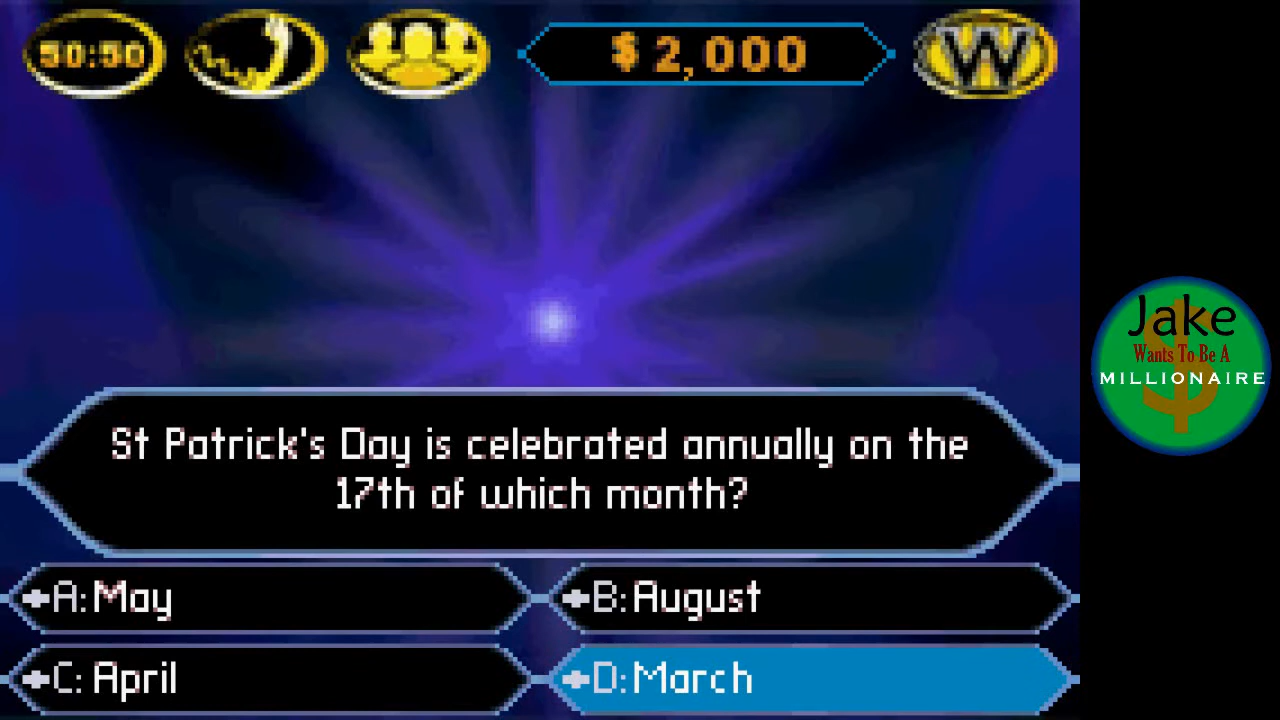 50:50
$ 2,000
W
St Patrick's Day is celebrated annually on the
17th of which month?
A: May
B: August
C: April
D: March
Jake
Wants To Be A
MILLIONAIRE